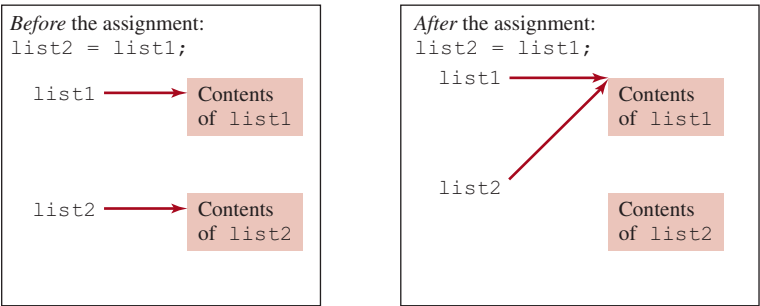 Before the assignment:
list2 = list1;
list1
Contents
of list1
list2
Contents
of list2
After the assignment:
list2 = list1;
list1
Contents
of list1
list2
Contents
of list2